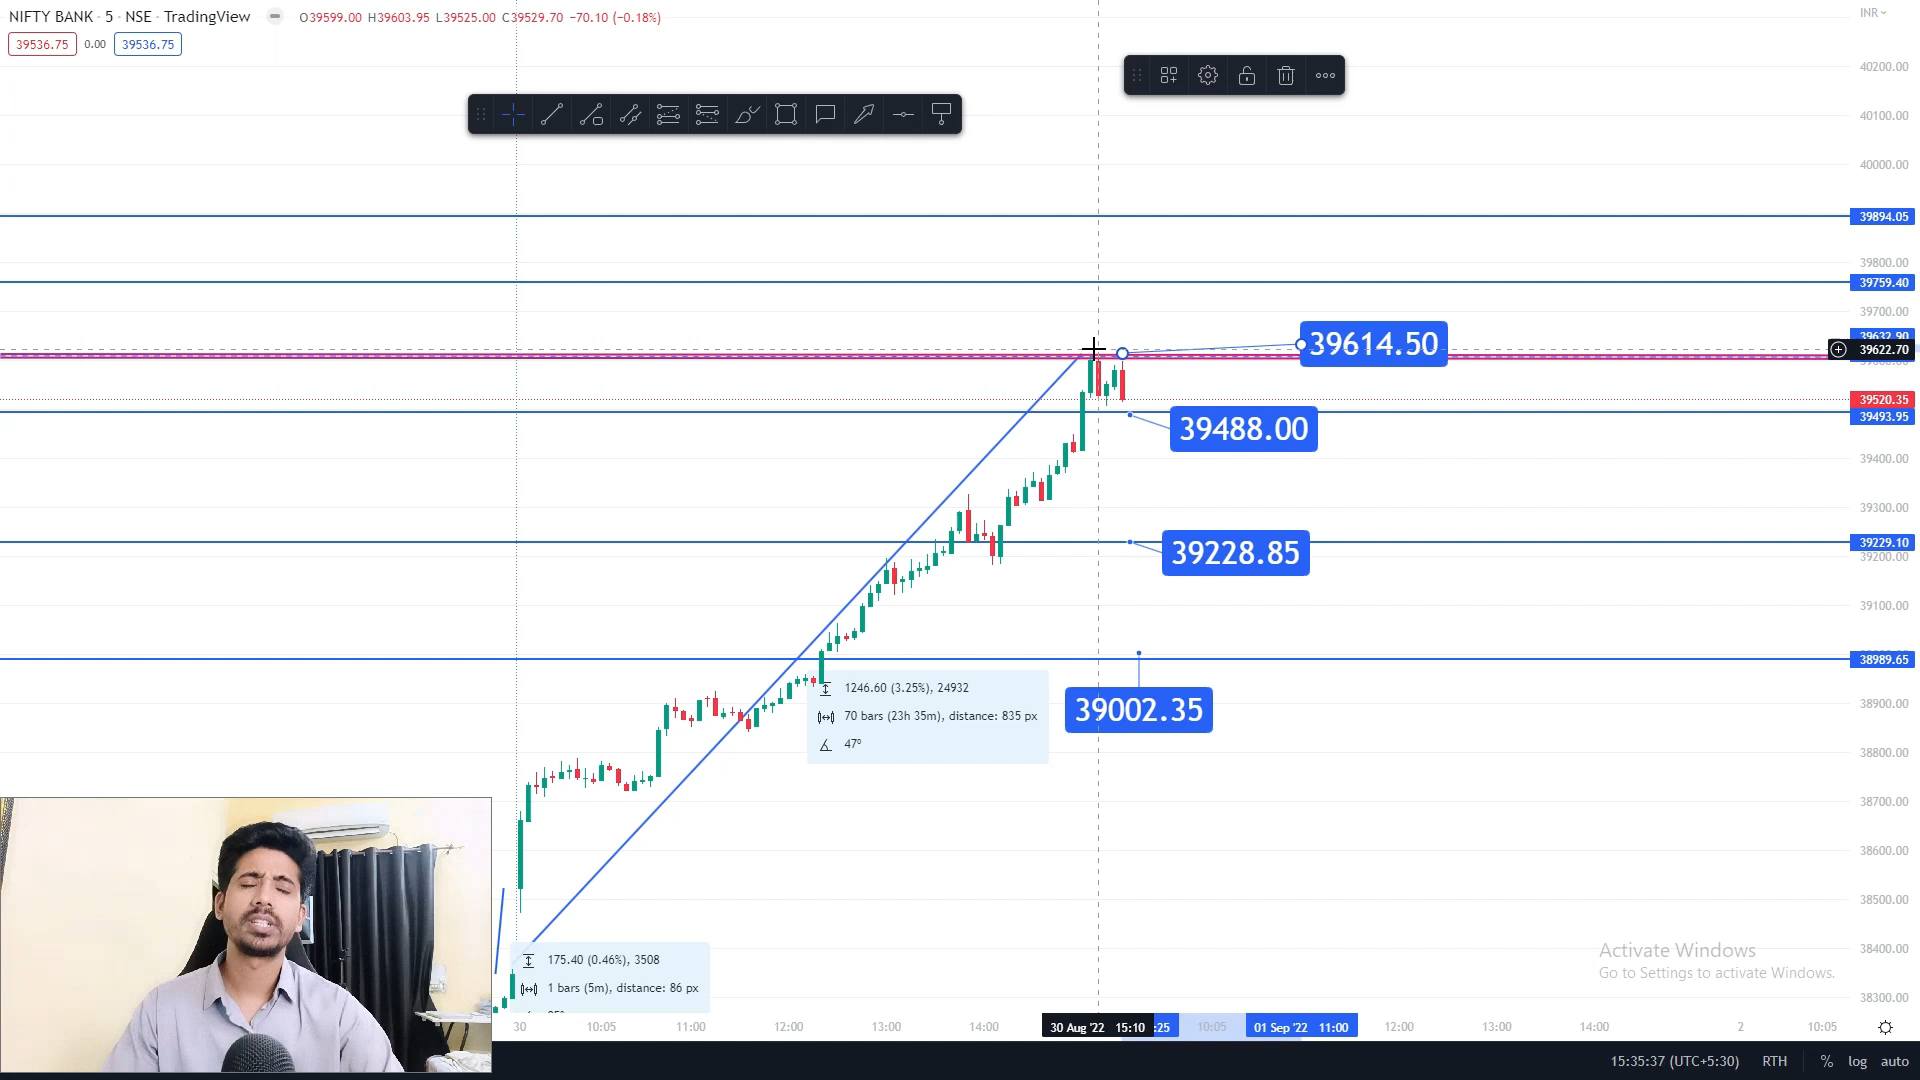 NIFTY BANK · 5 · NSE · TradingView
O39599.00 H39603.95 L39525.00 C39529.70 −70.10 (−0.18%)
INR
39536.75 0.00 39536.75
40200.00
40100.00
40000.00
39894.05
39800.00
39759.40
39700.00
39632.90
39614.50
39622.70
39520.35
39493.95
39488.00
39400.00
39300.00
39229.10
39228.85
39200.00
39100.00
38989.65
1246.60 (3.25%), 24932
39002.35
38900.00
70 bars (23h 35m), distance: 835 px
47º
38800.00
38700.00
38600.00
38500.00
Activate Windows
Go to Settings to activate Windows.
38400.00
175.40 (0.46%), 3508
1 bars (5m), distance: 86 px
38300.00
30 10:05 11:00 12:00 13:00 14:00 30 Aug '22 15:10 :25 10:05 01 Sep '22 11:00 12:00 13:00 14:00 2 10:05
15:35:37 (UTC+5:30) RTH % log auto